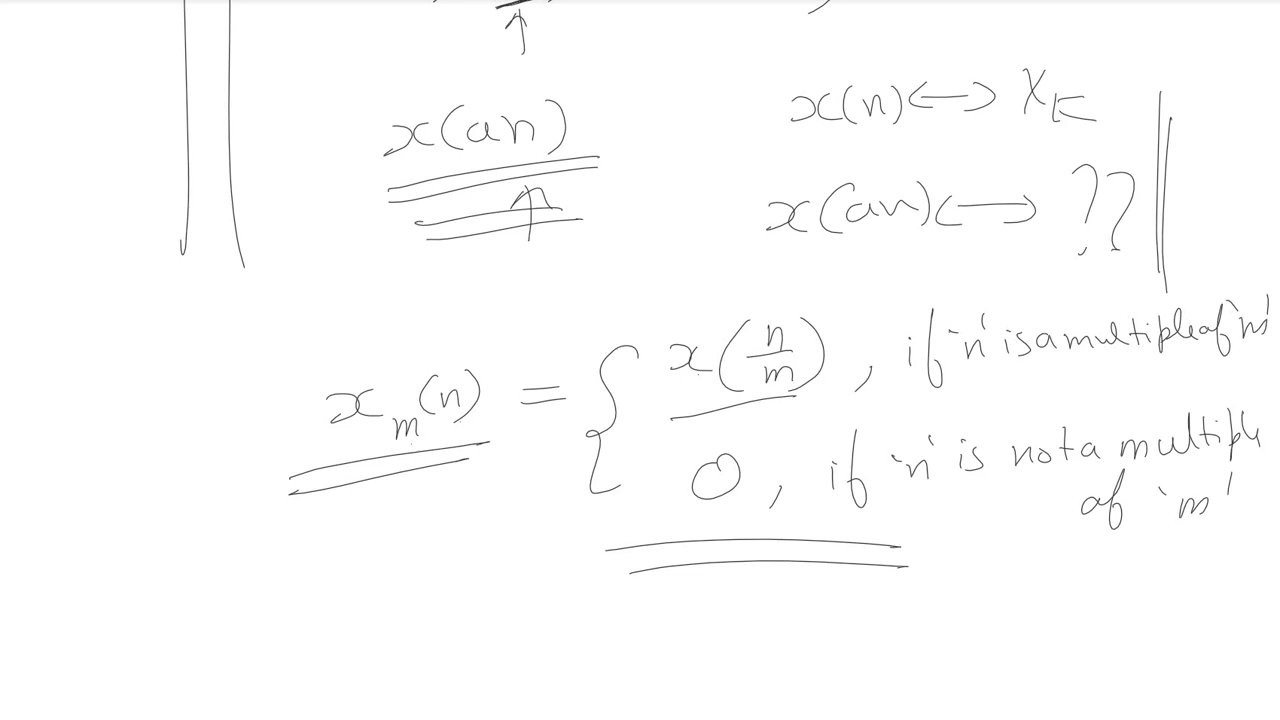 x(n) ↔ X_K
x(an)
x(an) ↔ ??
x_m(n) = { x(n/m), if 'n' is a multiple of 'm'
0, if 'n' is not a multiple
of 'm'